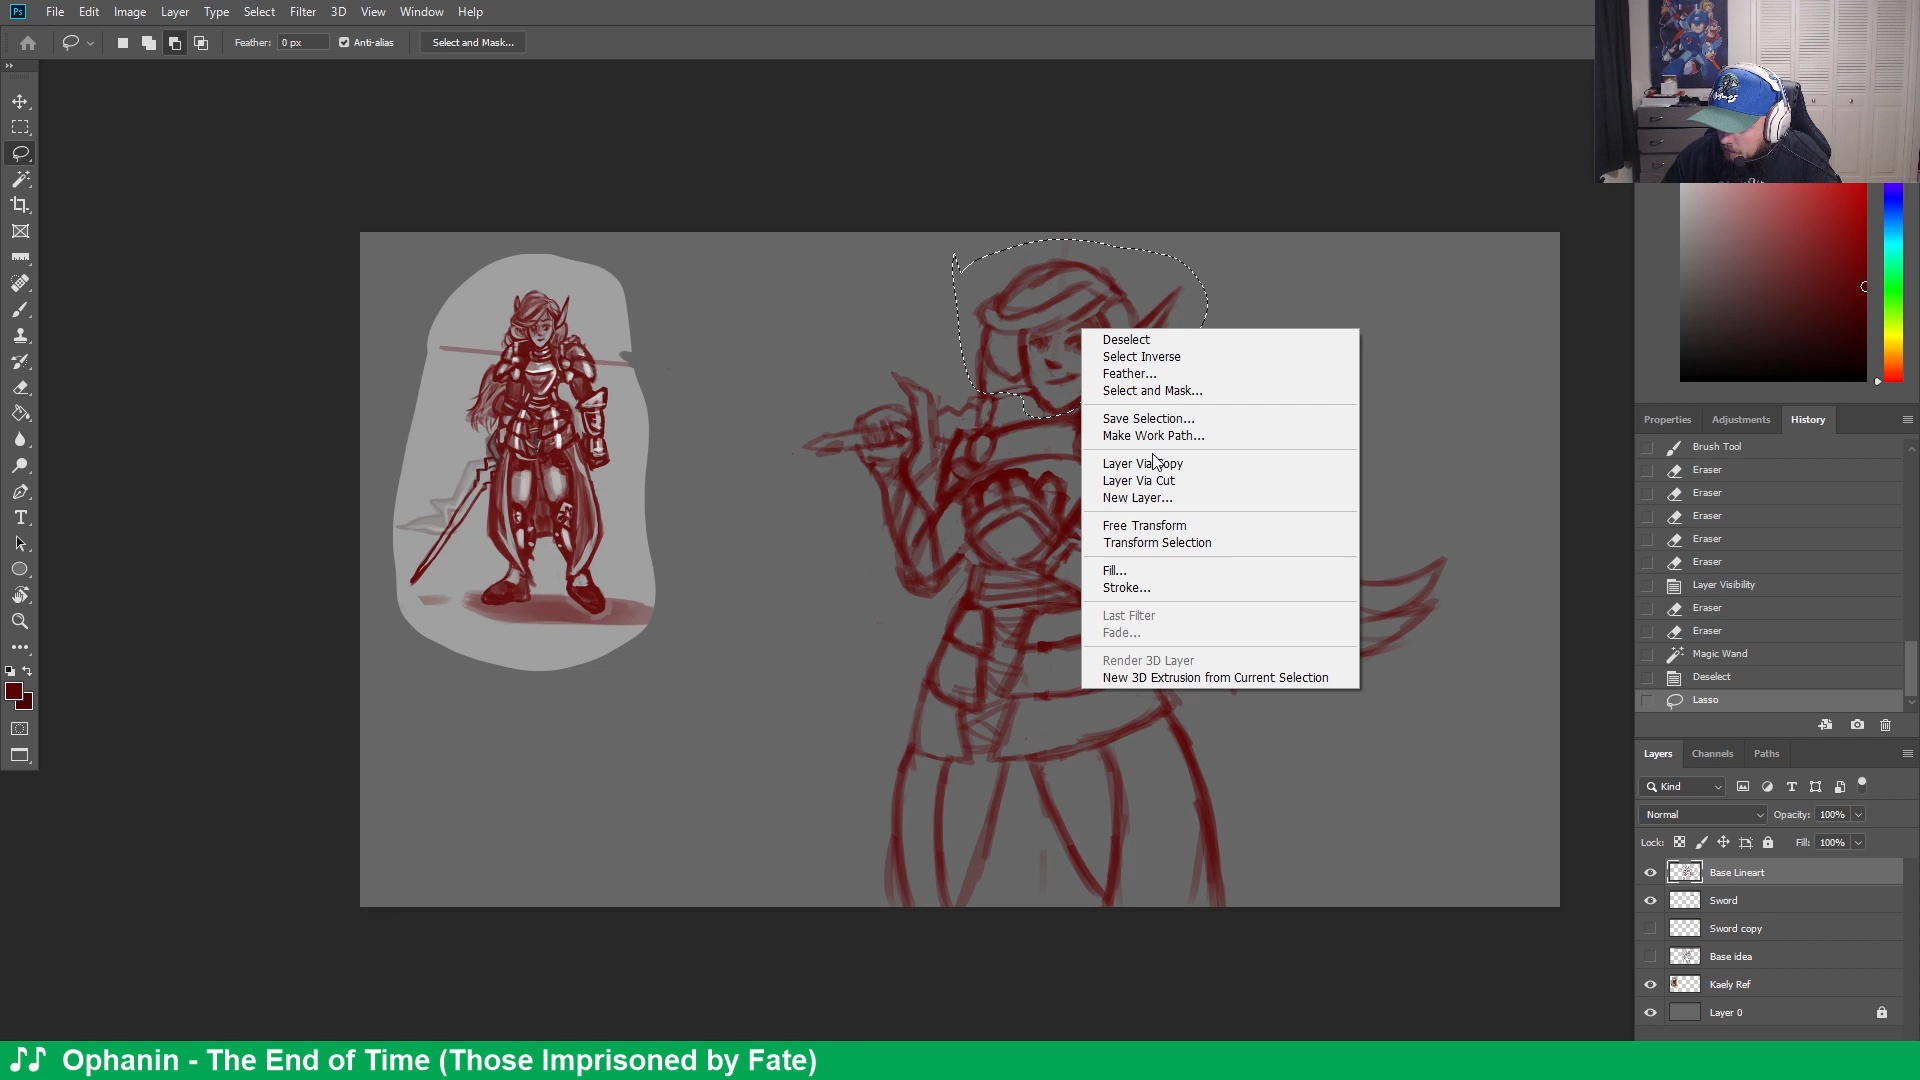 Ps File Edit Image Layer Type Select Filter 3D View Window Help
Feather: 0 px Anti-alias Select and Mask...
Deselect
Select Inverse
Feather...
Select and Mask...
Save Selection...
Make Work Path...
Layer Via Copy
Layer Via Cut
New Layer...
Free Transform
Transform Selection
Fill...
Stroke...
Last Filter
Fade...
Render 3D Layer
New 3D Extrusion from Current Selection
Properties Adjustments History
Brush Tool
Eraser
Eraser
Eraser
Eraser
Eraser
Layer Visibility
Eraser
Eraser
Magic Wand
Deselect
Lasso
Layers Channels Paths
Kind
Normal Opacity: 100%
Lock: Fill: 100%
Base Lineart
Sword
Sword copy
Base idea
Kaely Ref
Layer 0
Ophanin - The End of Time (Those Imprisoned by Fate)